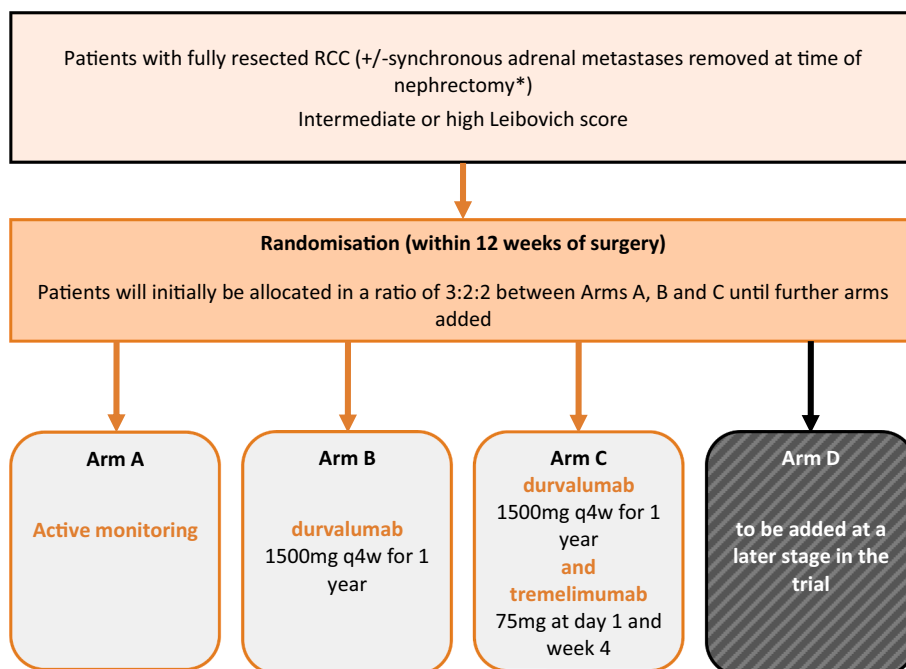 Patients with fully resected RCC (+/-synchronous adrenal metastases removed at time of
nephrectomy*)
Intermediate or high Leibovich score
Randomisation (within 12 weeks of surgery)
Patients will initially be allocated in a ratio of 3:2:2 between Arms A, B and C until further arms
added
Arm A
Active monitoring
Arm B
durvalumab
1500mg q4w for 1
year
Arm C
durvalumab
1500mg q4w for 1
year
and
tremelimumab
75mg at day 1 and
week 4
Arm D
to be added at a
later stage in the
trial